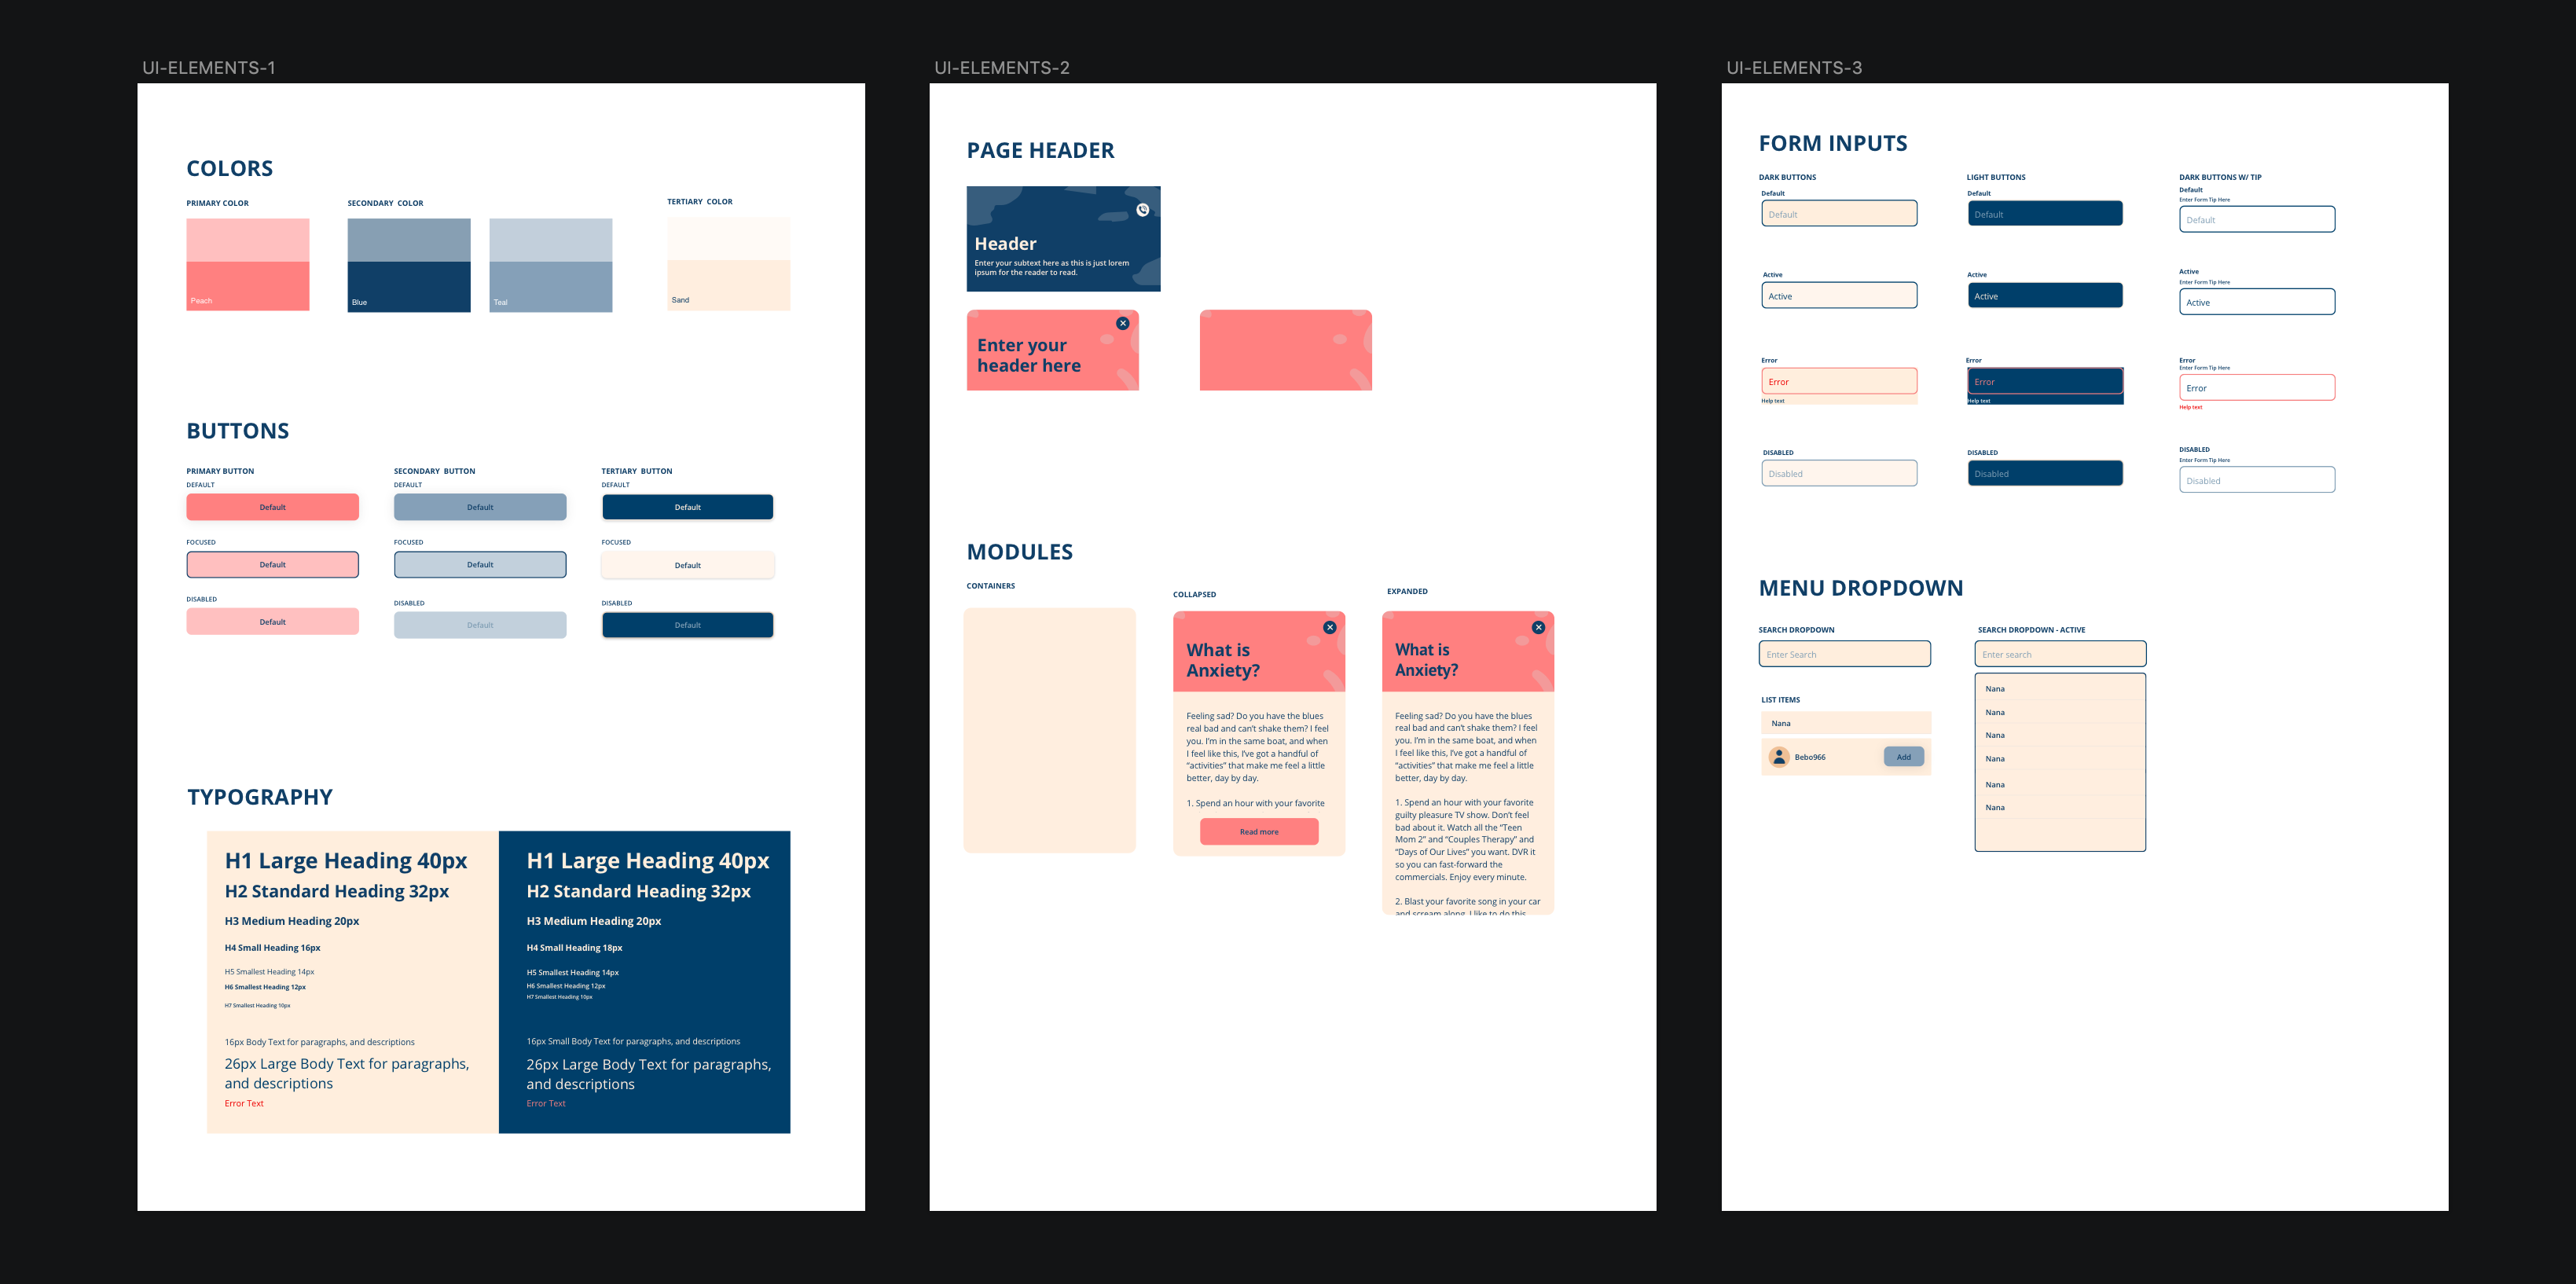 UI-ELEMENTS-1
COLORS
PRIMARY COLOR
SECONDARY COLOR
TERTIARY COLOR
Peach
Blue
Teal
Sand
BUTTONS
PRIMARY BUTTON
SECONDARY BUTTON
TERTIARY BUTTON
DEFAULT
DEFAULT
DEFAULT
Default
Default
Default
FOCUSED
FOCUSED
FOCUSED
Default
Default
Default
DISABLED
DISABLED
DISABLED
Default
Default
Default
TYPOGRAPHY
H1 Large Heading 40px
H2 Standard Heading 32px
H3 Medium Heading 20px
H4 Small Heading 16px
H5 Smallest Heading 14px
H6 Smallest Heading 12px
H7 Smallest Heading 10px
16px Body Text for paragraphs, and descriptions
26px Large Body Text for paragraphs,
and descriptions
Error Text
H1 Large Heading 40px
H2 Standard Heading 32px
H3 Medium Heading 20px
H4 Small Heading 18px
H5 Smallest Heading 14px
H6 Smallest Heading 12px
H7 Smallest Heading 10px
16px Small Body Text for paragraphs, and descriptions
26px Large Body Text for paragraphs,
and descriptions
Error Text
UI-ELEMENTS-2
PAGE HEADER
Header
Enter your subtext here as this is just lorem
ipsum for the reader to read.
Enter your
header here
MODULES
CONTAINERS
COLLAPSED
What is
Anxiety?
Feeling sad? Do you have the blues
real bad and can't shake them? I feel
you. I'm in the same boat, and when
I feel like this, I've got a handful of
“activities” that make me feel a little
better, day by day.
1. Spend an hour with your favorite
Read more
EXPANDED
What is
Anxiety?
Feeling sad? Do you have the blues
real bad and can't shake them? I feel
you. I'm in the same boat, and when
I feel like this, I've got a handful of
“activities” that make me feel a little
better, day by day.
1. Spend an hour with your favorite
guilty pleasure TV show. Don't feel
bad about it. Watch all the “Teen
Mom 2” and “Couples Therapy” and
“Days of Our Lives” you want. DVR it
so you can fast-forward the
commercials. Enjoy every minute.
2. Blast your favorite song in your car
and scream along. I like to do this
UI-ELEMENTS-3
FORM INPUTS
DARK BUTTONS
Default
Default
Active
Active
Error
Error
Help text
DISABLED
Disabled
LIGHT BUTTONS
Default
Default
Active
Active
Error
Error
Help text
DISABLED
Disabled
DARK BUTTONS W/ TIP
Default
Enter Form Tip Here
Default
Active
Enter Form Tip Here
Active
Error
Enter Form Tip Here
Error
Help text
DISABLED
Enter Form Tip Here
Disabled
MENU DROPDOWN
SEARCH DROPDOWN
Enter Search
LIST ITEMS
Nana
Bebo966
Add
SEARCH DROPDOWN - ACTIVE
Enter search
Nana
Nana
Nana
Nana
Nana
Nana